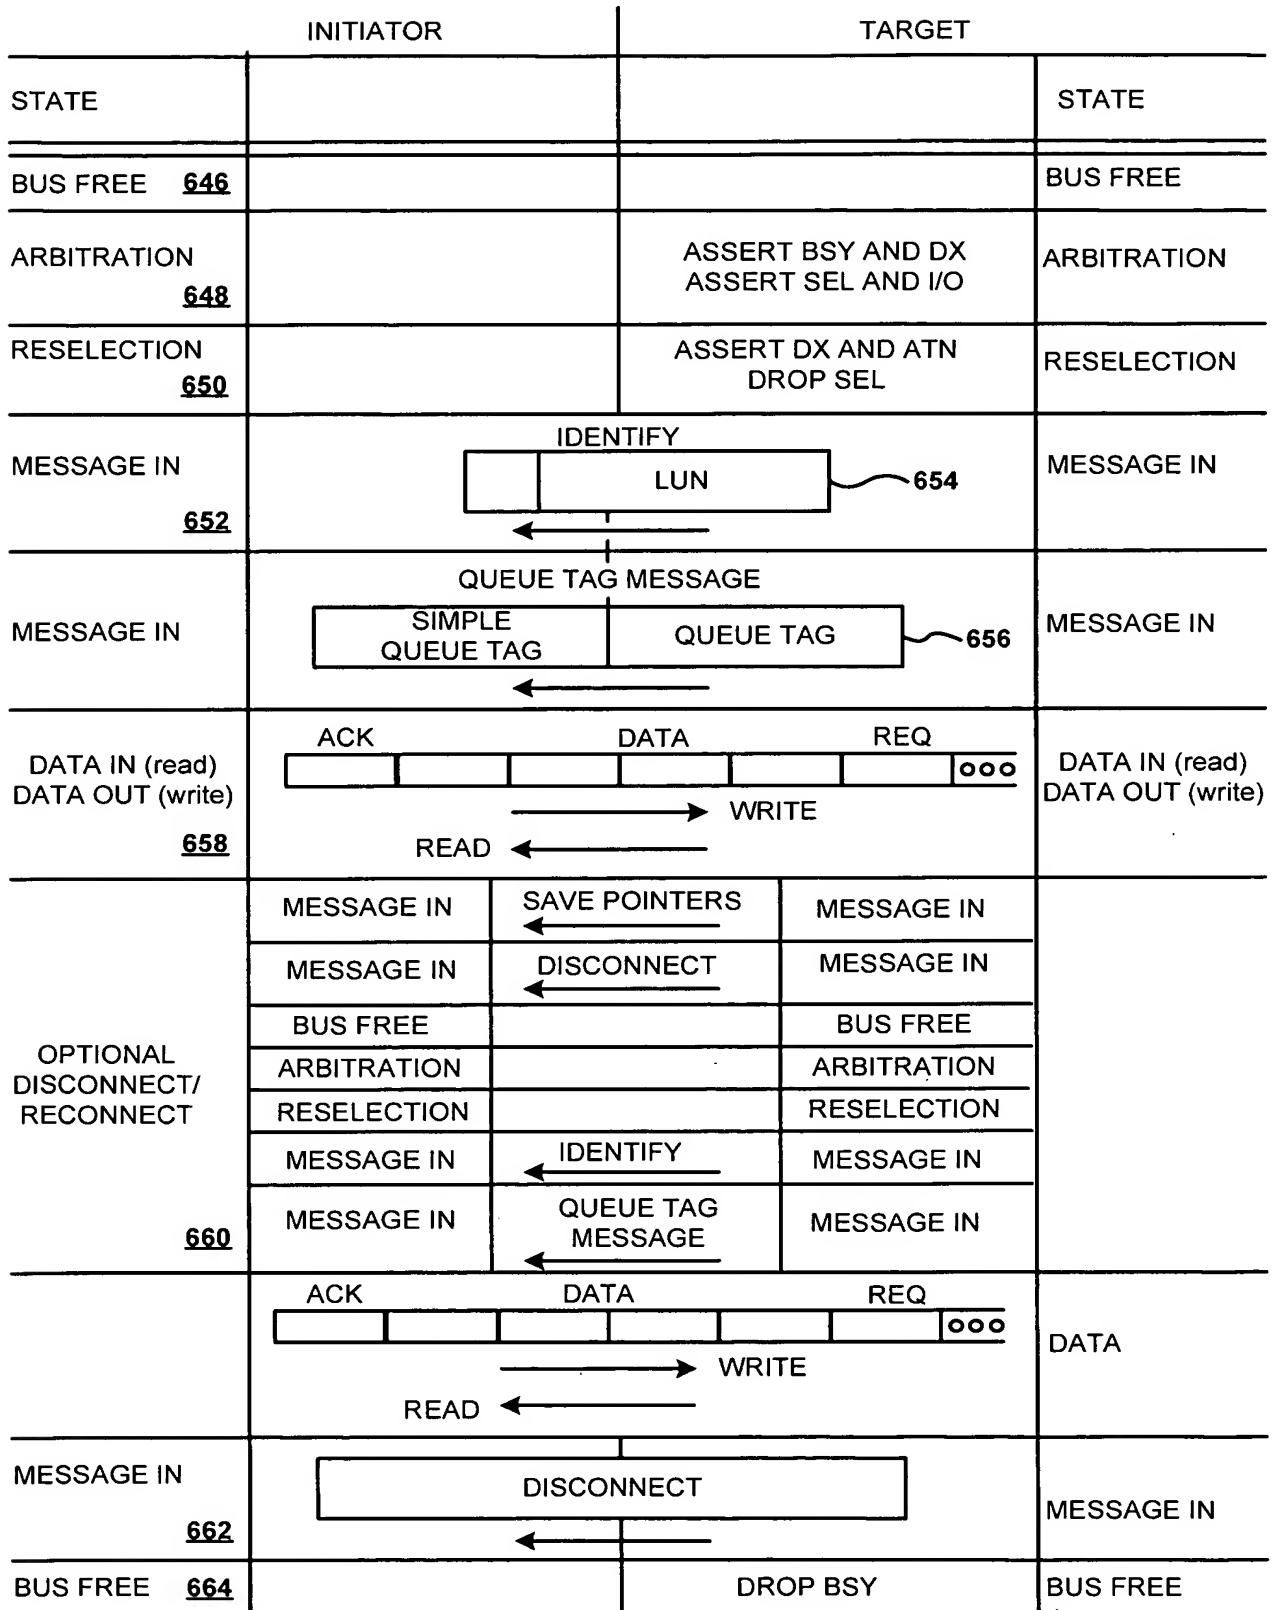 INITIATOR TARGET
STATE STATE
BUS FREE 646 BUS FREE
ARBITRATION
648
ASSERT BSY AND DX
ASSERT SEL AND I/O
ARBITRATION
RESELECTION
650
ASSERT DX AND ATN
DROP SEL
RESELECTION
MESSAGE IN
652
IDENTIFY
LUN
654
MESSAGE IN
MESSAGE IN
QUEUE TAG MESSAGE
SIMPLE
QUEUE TAG
QUEUE TAG
656
MESSAGE IN
DATA IN (read)
DATA OUT (write)
658
ACK DATA REQ
WRITE
READ
DATA IN (read)
DATA OUT (write)
OPTIONAL
DISCONNECT/
RECONNECT
660
MESSAGE IN SAVE POINTERS MESSAGE IN
MESSAGE IN DISCONNECT MESSAGE IN
BUS FREE BUS FREE
ARBITRATION ARBITRATION
RESELECTION RESELECTION
MESSAGE IN IDENTIFY MESSAGE IN
MESSAGE IN
QUEUE TAG
MESSAGE
MESSAGE IN
ACK DATA REQ
WRITE
READ
DATA
MESSAGE IN
662
DISCONNECT
MESSAGE IN
BUS FREE 664 DROP BSY BUS FREE